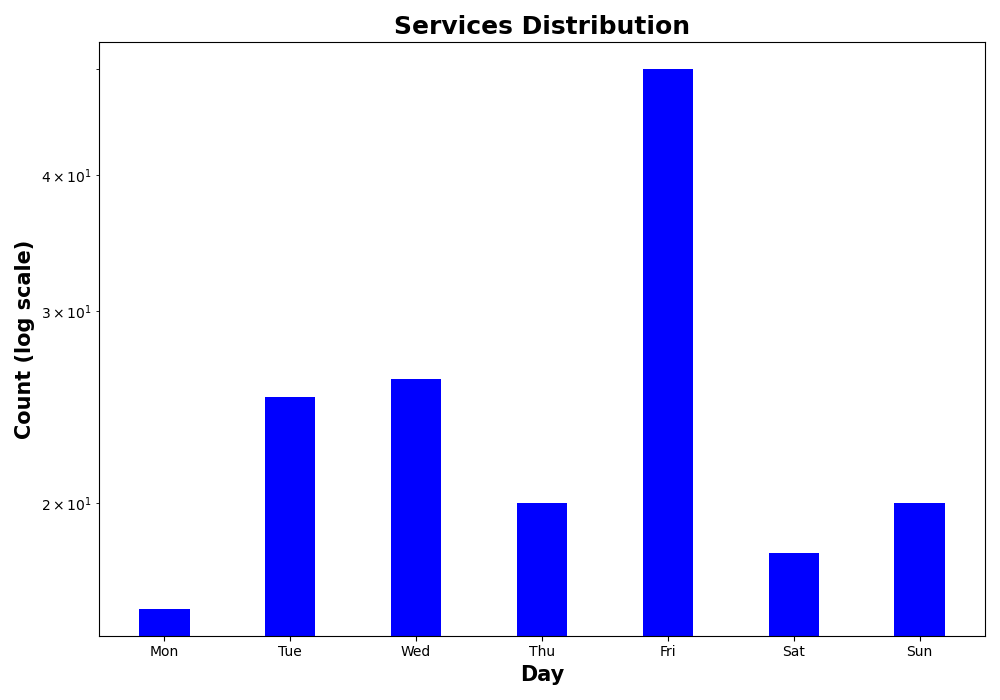 Services Distribution
Count (log scale)
4 × 10¹
3 × 10¹
2 × 10¹
Mon Tue Wed Thu Fri Sat Sun
Day